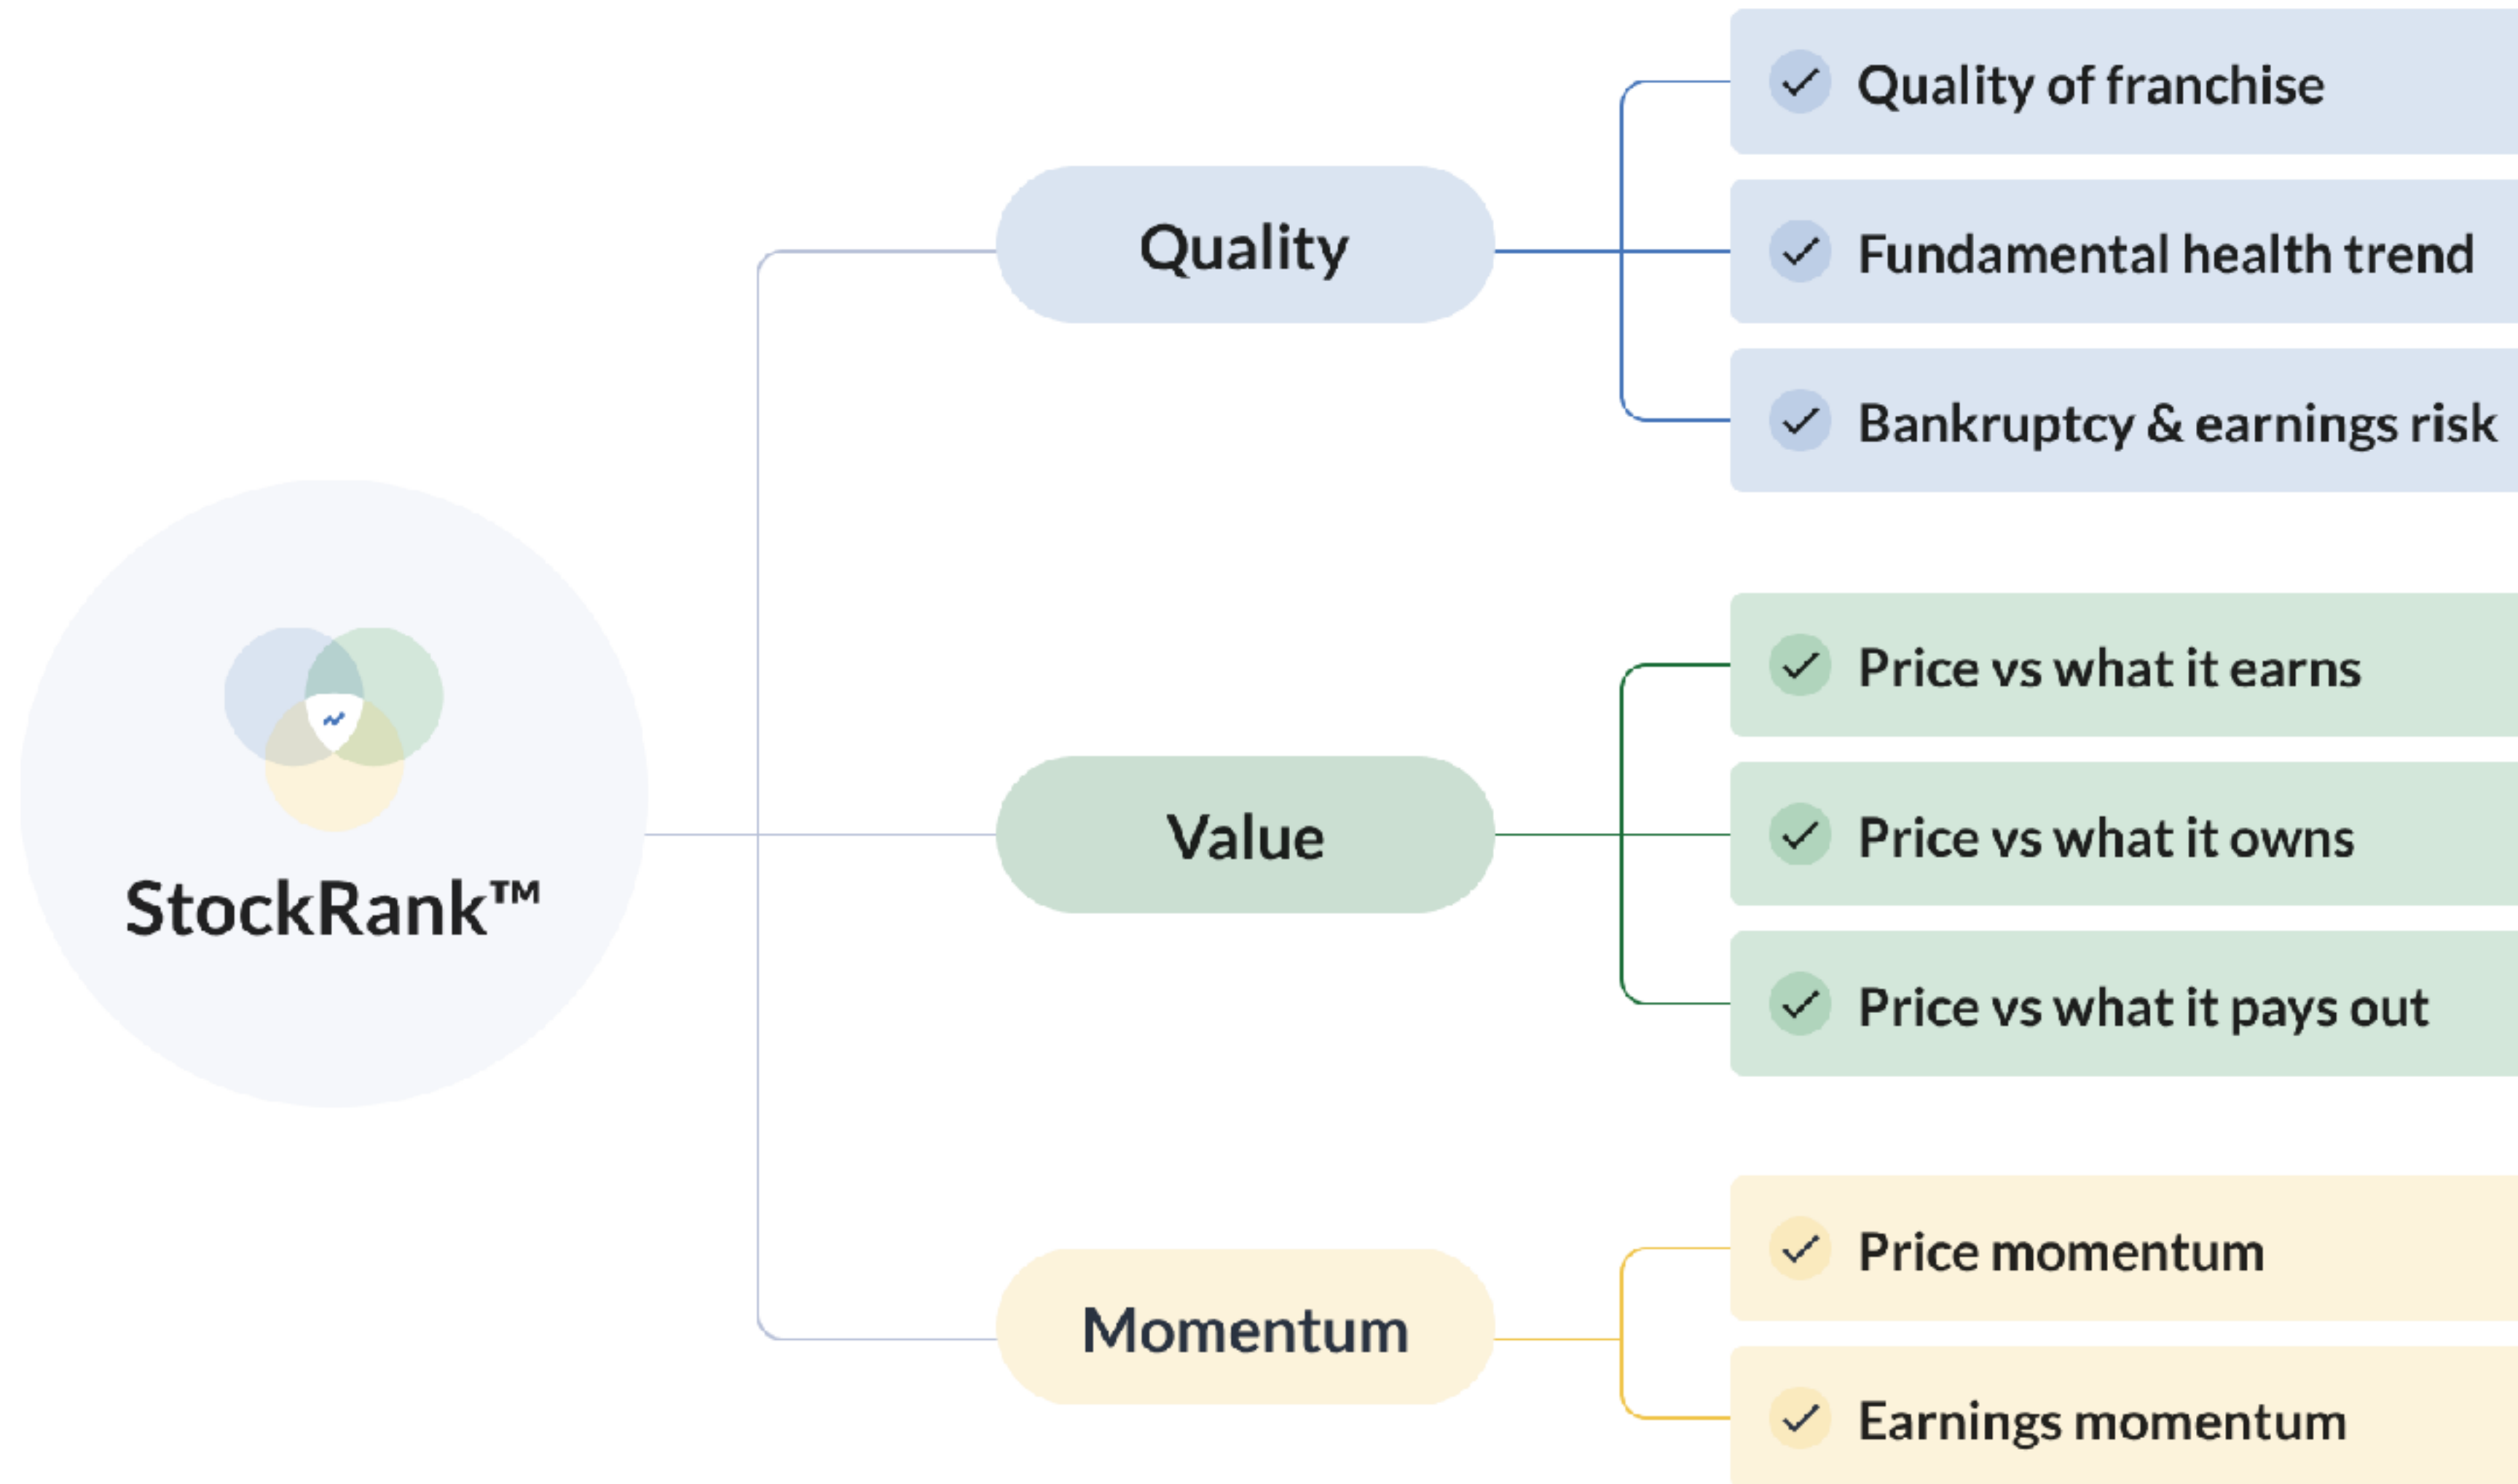 StockRank™
Quality
Quality of franchise
Fundamental health trend
Bankruptcy & earnings risk
Value
Price vs what it earns
Price vs what it owns
Price vs what it pays out
Momentum
Price momentum
Earnings momentum